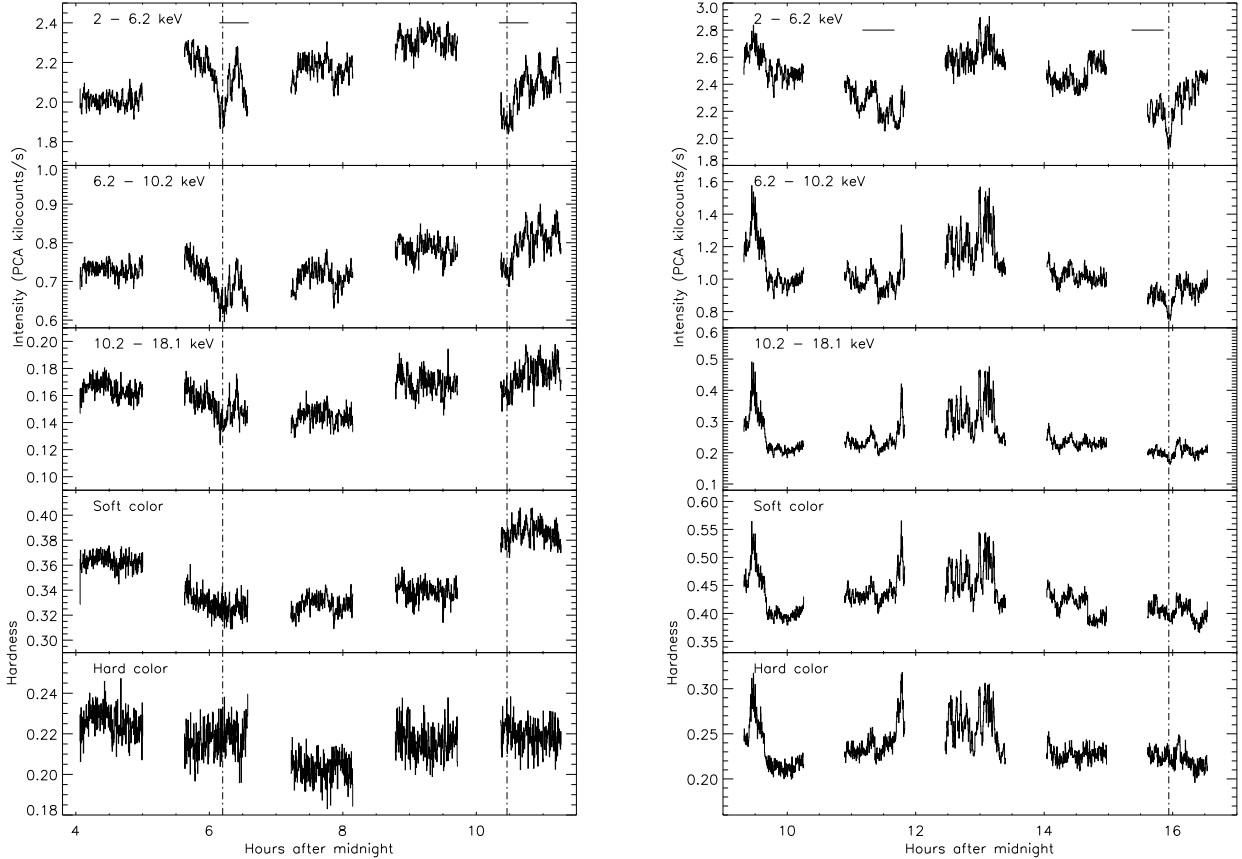 2 – 6.2 keV
2.4
2.2
2.0
1.8
6.2 – 10.2 keV
1.0
0.9
0.8
0.7
0.6
10.2 – 18.1 keV
0.20
0.18
0.16
0.14
0.12
0.10
Soft color
0.40
0.38
0.36
0.34
0.32
0.30
Hard color
0.24
0.22
0.20
0.18
Intensity (PCA kilocounts/s)
Hardness
4 6 8 10
Hours after midnight
2 – 6.2 keV
3.0
2.8
2.6
2.4
2.2
2.0
1.8
6.2 – 10.2 keV
1.6
1.4
1.2
1.0
0.8
10.2 – 18.1 keV
0.6
0.5
0.4
0.3
0.2
0.1
Soft color
0.60
0.55
0.50
0.45
0.40
0.35
Hard color
0.30
0.25
0.20
Intensity (PCA kilocounts/s)
Hardness
10 12 14 16
Hours after midnight